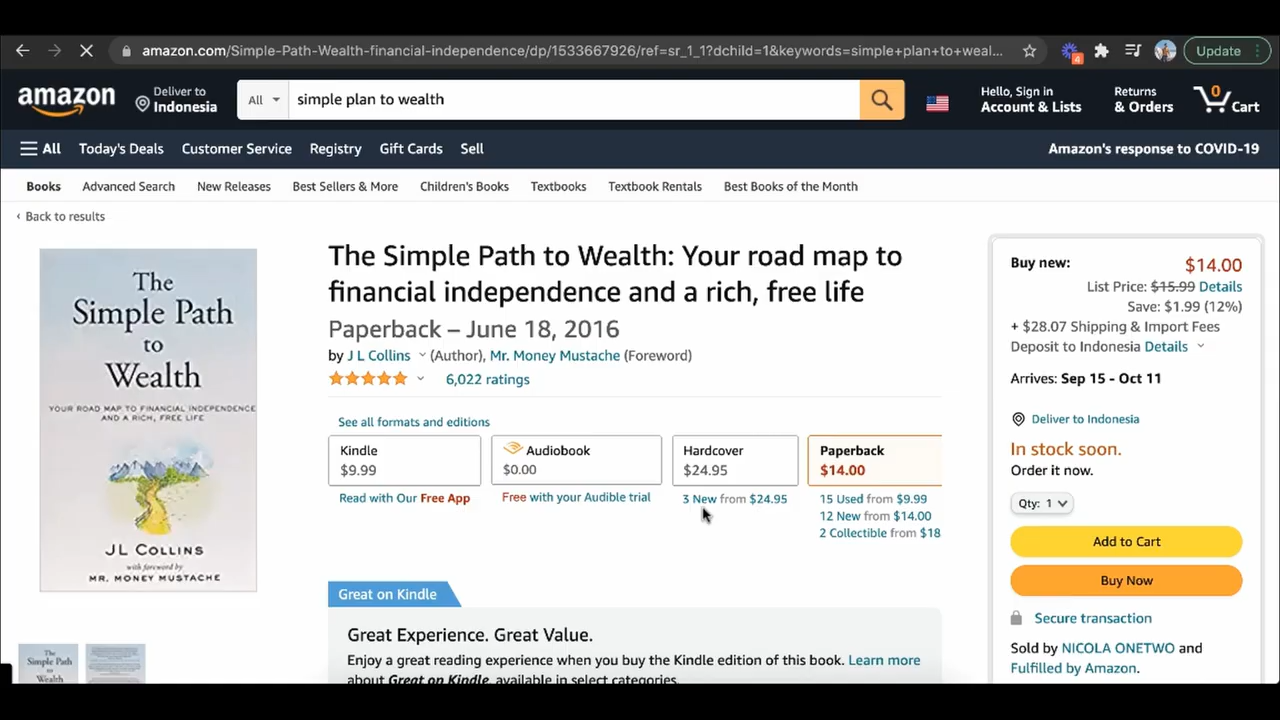 amazon.com/Simple-Path-Wealth-financial-independence/dp/1533667926/ref=sr_1_1?dchild=1&keywords=simple+plan+to+weal...
4
Update
amazon
Deliver to
Indonesia
All
simple plan to wealth
Hello, Sign in
Account & Lists
Returns
& Orders
0
Cart
All
Today's Deals
Customer Service
Registry
Gift Cards
Sell
Amazon's response to COVID-19
Books
Advanced Search
New Releases
Best Sellers & More
Children's Books
Textbooks
Textbook Rentals
Best Books of the Month
‹ Back to results
The
Simple Path
to
Wealth
YOUR ROAD MAP TO FINANCIAL INDEPENDENCE
AND A RICH, FREE LIFE
JL COLLINS
with foreword by
MR. MONEY MUSTACHE
The
Simple Path
to
Wealth
The Simple Path to Wealth: Your road map to
financial independence and a rich, free life
Paperback – June 18, 2016
by J L Collins (Author), Mr. Money Mustache (Foreword)
6,022 ratings
See all formats and editions
Kindle
$9.99
Read with Our Free App
Audiobook
$0.00
Free with your Audible trial
Hardcover
$24.95
3 New from $24.95
Paperback
$14.00
15 Used from $9.99
12 New from $14.00
2 Collectible from $18
Great on Kindle
Great Experience. Great Value.
Enjoy a great reading experience when you buy the Kindle edition of this book. Learn more
about Great on Kindle, available in select categories.
Buy new:
$14.00
List Price: $15.99 Details
Save: $1.99 (12%)
+ $28.07 Shipping & Import Fees
Deposit to Indonesia Details
Arrives: Sep 15 - Oct 11
Deliver to Indonesia
In stock soon.
Order it now.
Qty: 1
Add to Cart
Buy Now
Secure transaction
Sold by NICOLA ONETWO and
Fulfilled by Amazon.